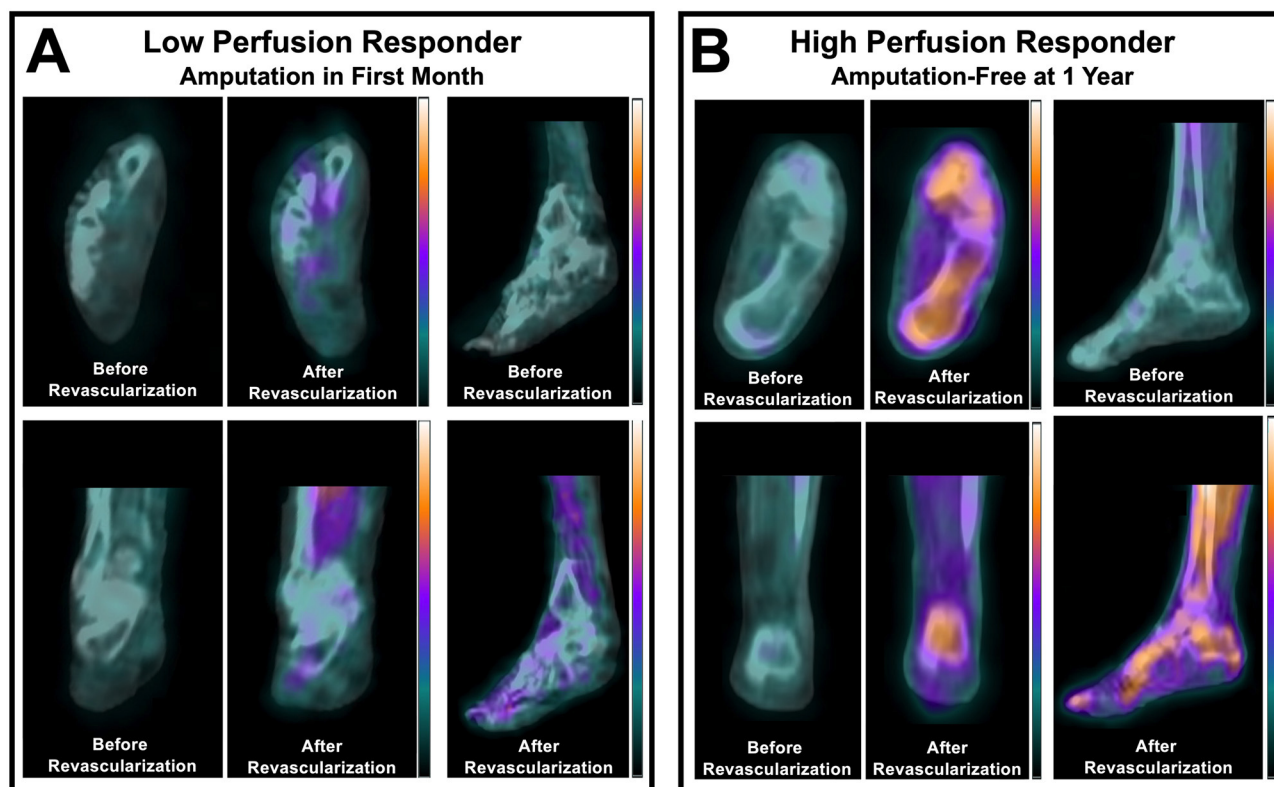 A
Low Perfusion Responder
Amputation in First Month
Before
Revascularization
After
Revascularization
Before
Revascularization
Before
Revascularization
After
Revascularization
After
Revascularization
B
High Perfusion Responder
Amputation-Free at 1 Year
Before
Revascularization
After
Revascularization
Before
Revascularization
Before
Revascularization
After
Revascularization
After
Revascularization